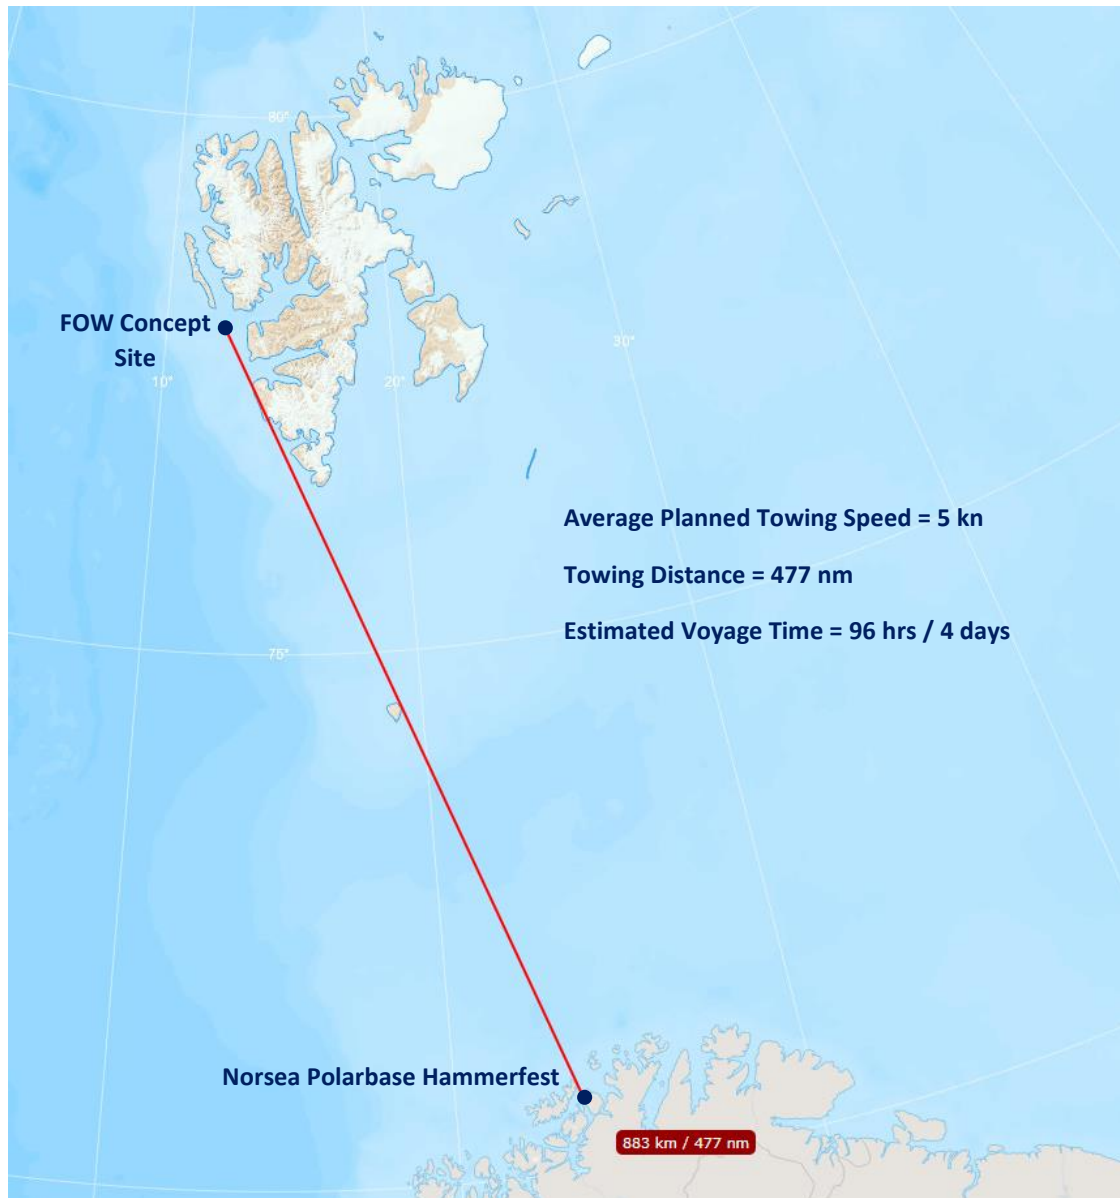 80°
FOW Concept
Site
10°
20°
30°
Average Planned Towing Speed = 5 kn
Towing Distance = 477 nm
Estimated Voyage Time = 96 hrs / 4 days
75°
Norsea Polarbase Hammerfest
883 km / 477 nm